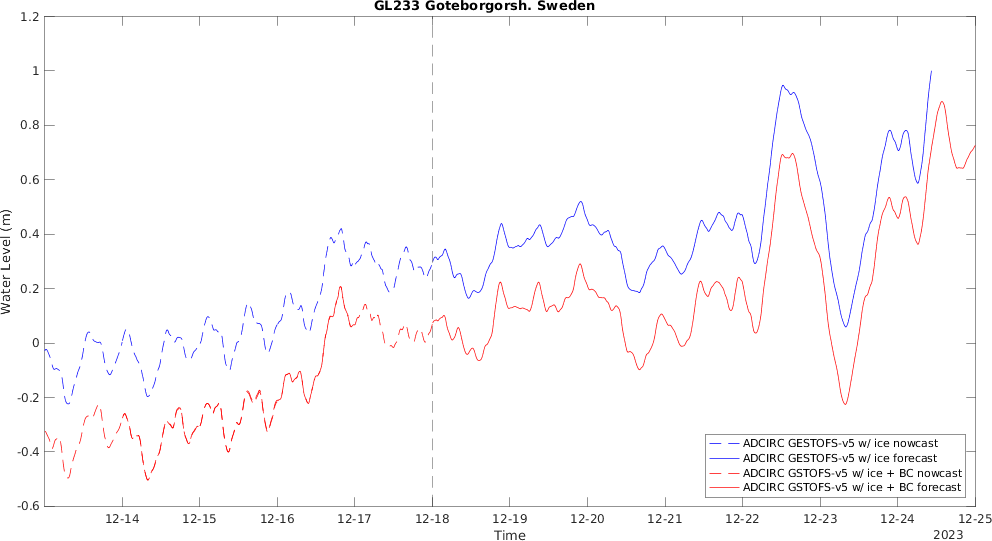 GL233 Goteborgorsh. Sweden
Water Level (m)
1.2
1
0.8
0.6
0.4
0.2
0
-0.2
-0.4
-0.6
ADCIRC GESTOFS-v5 w/ ice nowcast
ADCIRC GESTOFS-v5 w/ ice forecast
ADCIRC GSTOFS-v5 w/ ice + BC nowcast
ADCIRC GSTOFS-v5 w/ ice + BC forecast
12-14 12-15 12-16 12-17 12-18 12-19 12-20 12-21 12-22 12-23 12-24 12-25
Time
2023